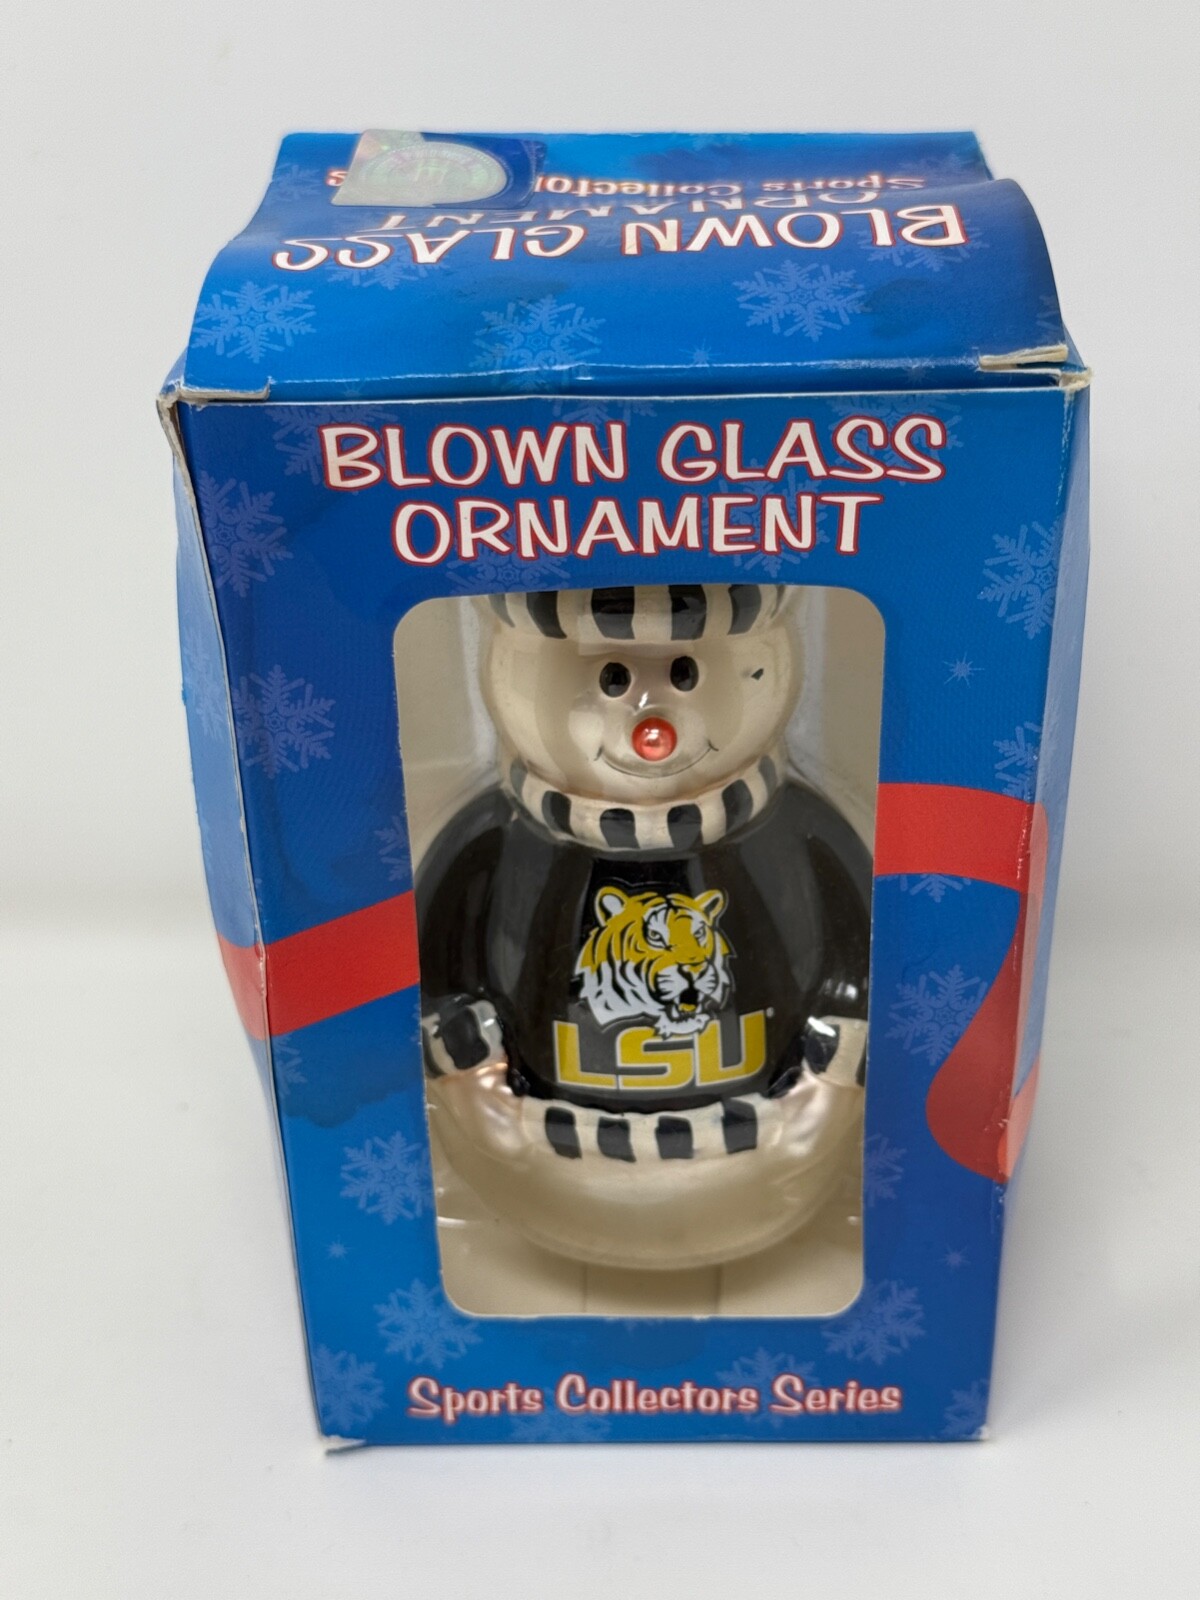 Sports Collectors
BLOWN GLASS
ORNAMENT
BLOWN GLASS
ORNAMENT
LSU
Sports Collectors Series